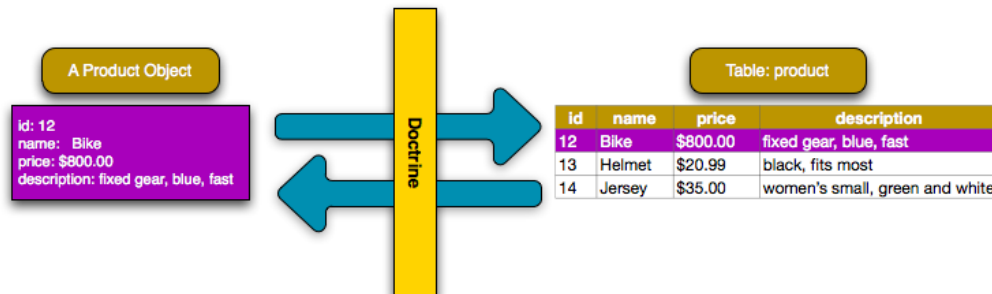 A Product Object
id: 12
name: Bike
price: $800.00
description: fixed gear, blue, fast
Doctrine
Table: product
id name price description
12 Bike $800.00 fixed gear, blue, fast
13 Helmet $20.99 black, fits most
14 Jersey $35.00 women's small, green and white